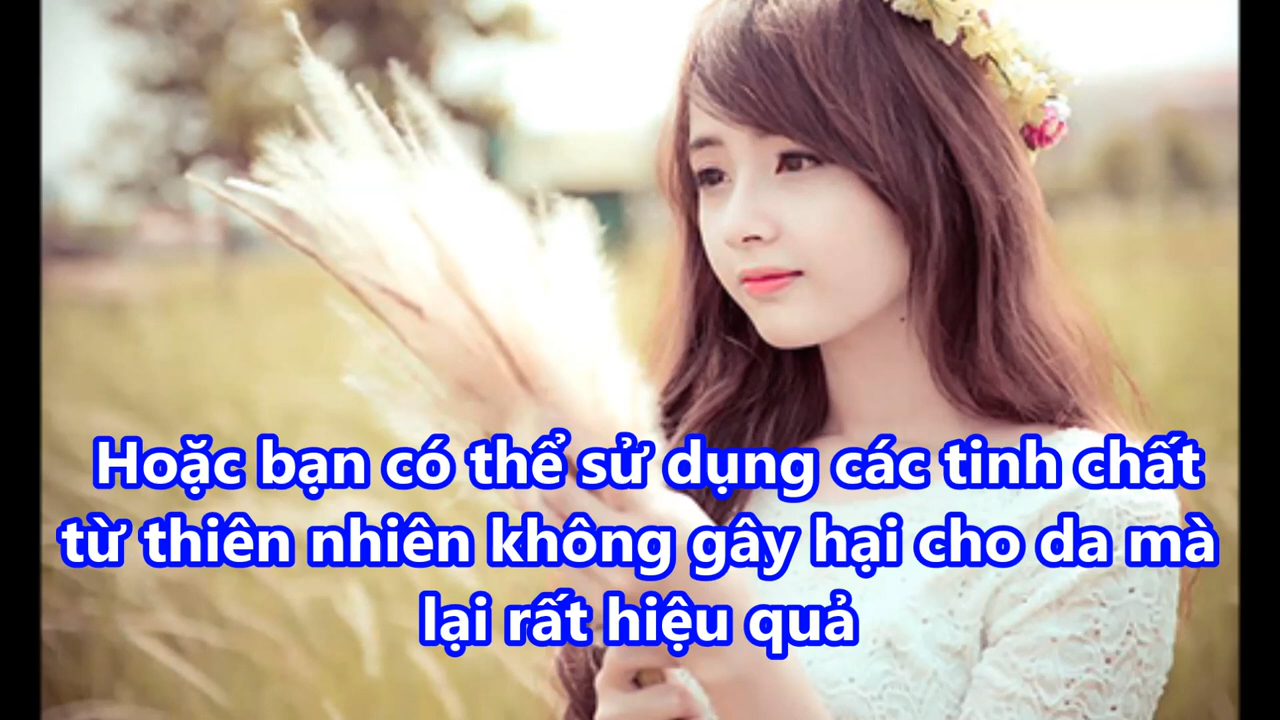 Hoặc bạn có thể sử dụng các tinh chất
từ thiên nhiên không gây hại cho da mà
lại rất hiệu quả